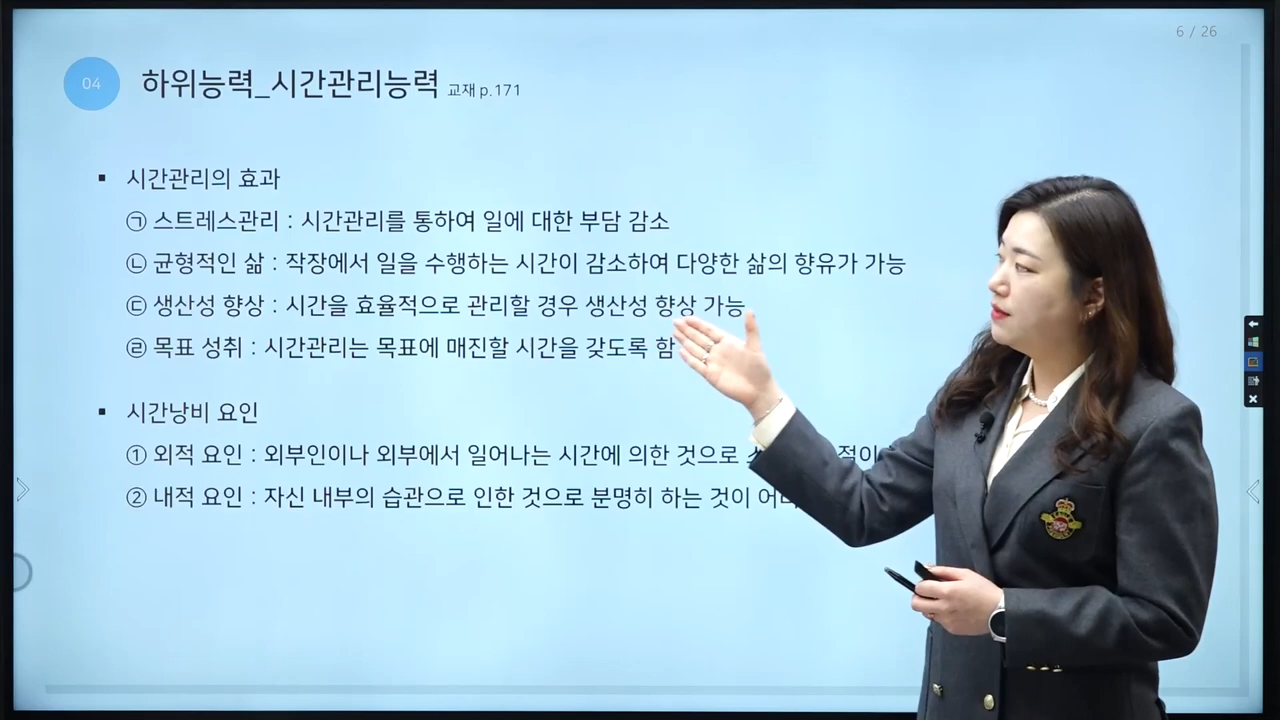 6 / 26
04
하위능력_시간관리능력 교재 p.171
▪ 시간관리의 효과
㉠ 스트레스관리 : 시간관리를 통하여 일에 대한 부담 감소
㉡ 균형적인 삶 : 작장에서 일을 수행하는 시간이 감소하여 다양한 삶의 향유가 가능
㉢ 생산성 향상 : 시간을 효율적으로 관리할 경우 생산성 향상 가능
㉣ 목표 성취 : 시간관리는 목표에 매진할 시간을 갖도록 함
▪ 시간낭비 요인
① 외적 요인 : 외부인이나 외부에서 일어나는 시간에 의한 것으로
② 내적 요인 : 자신 내부의 습관으로 인한 것으로 분명히 하는 것이